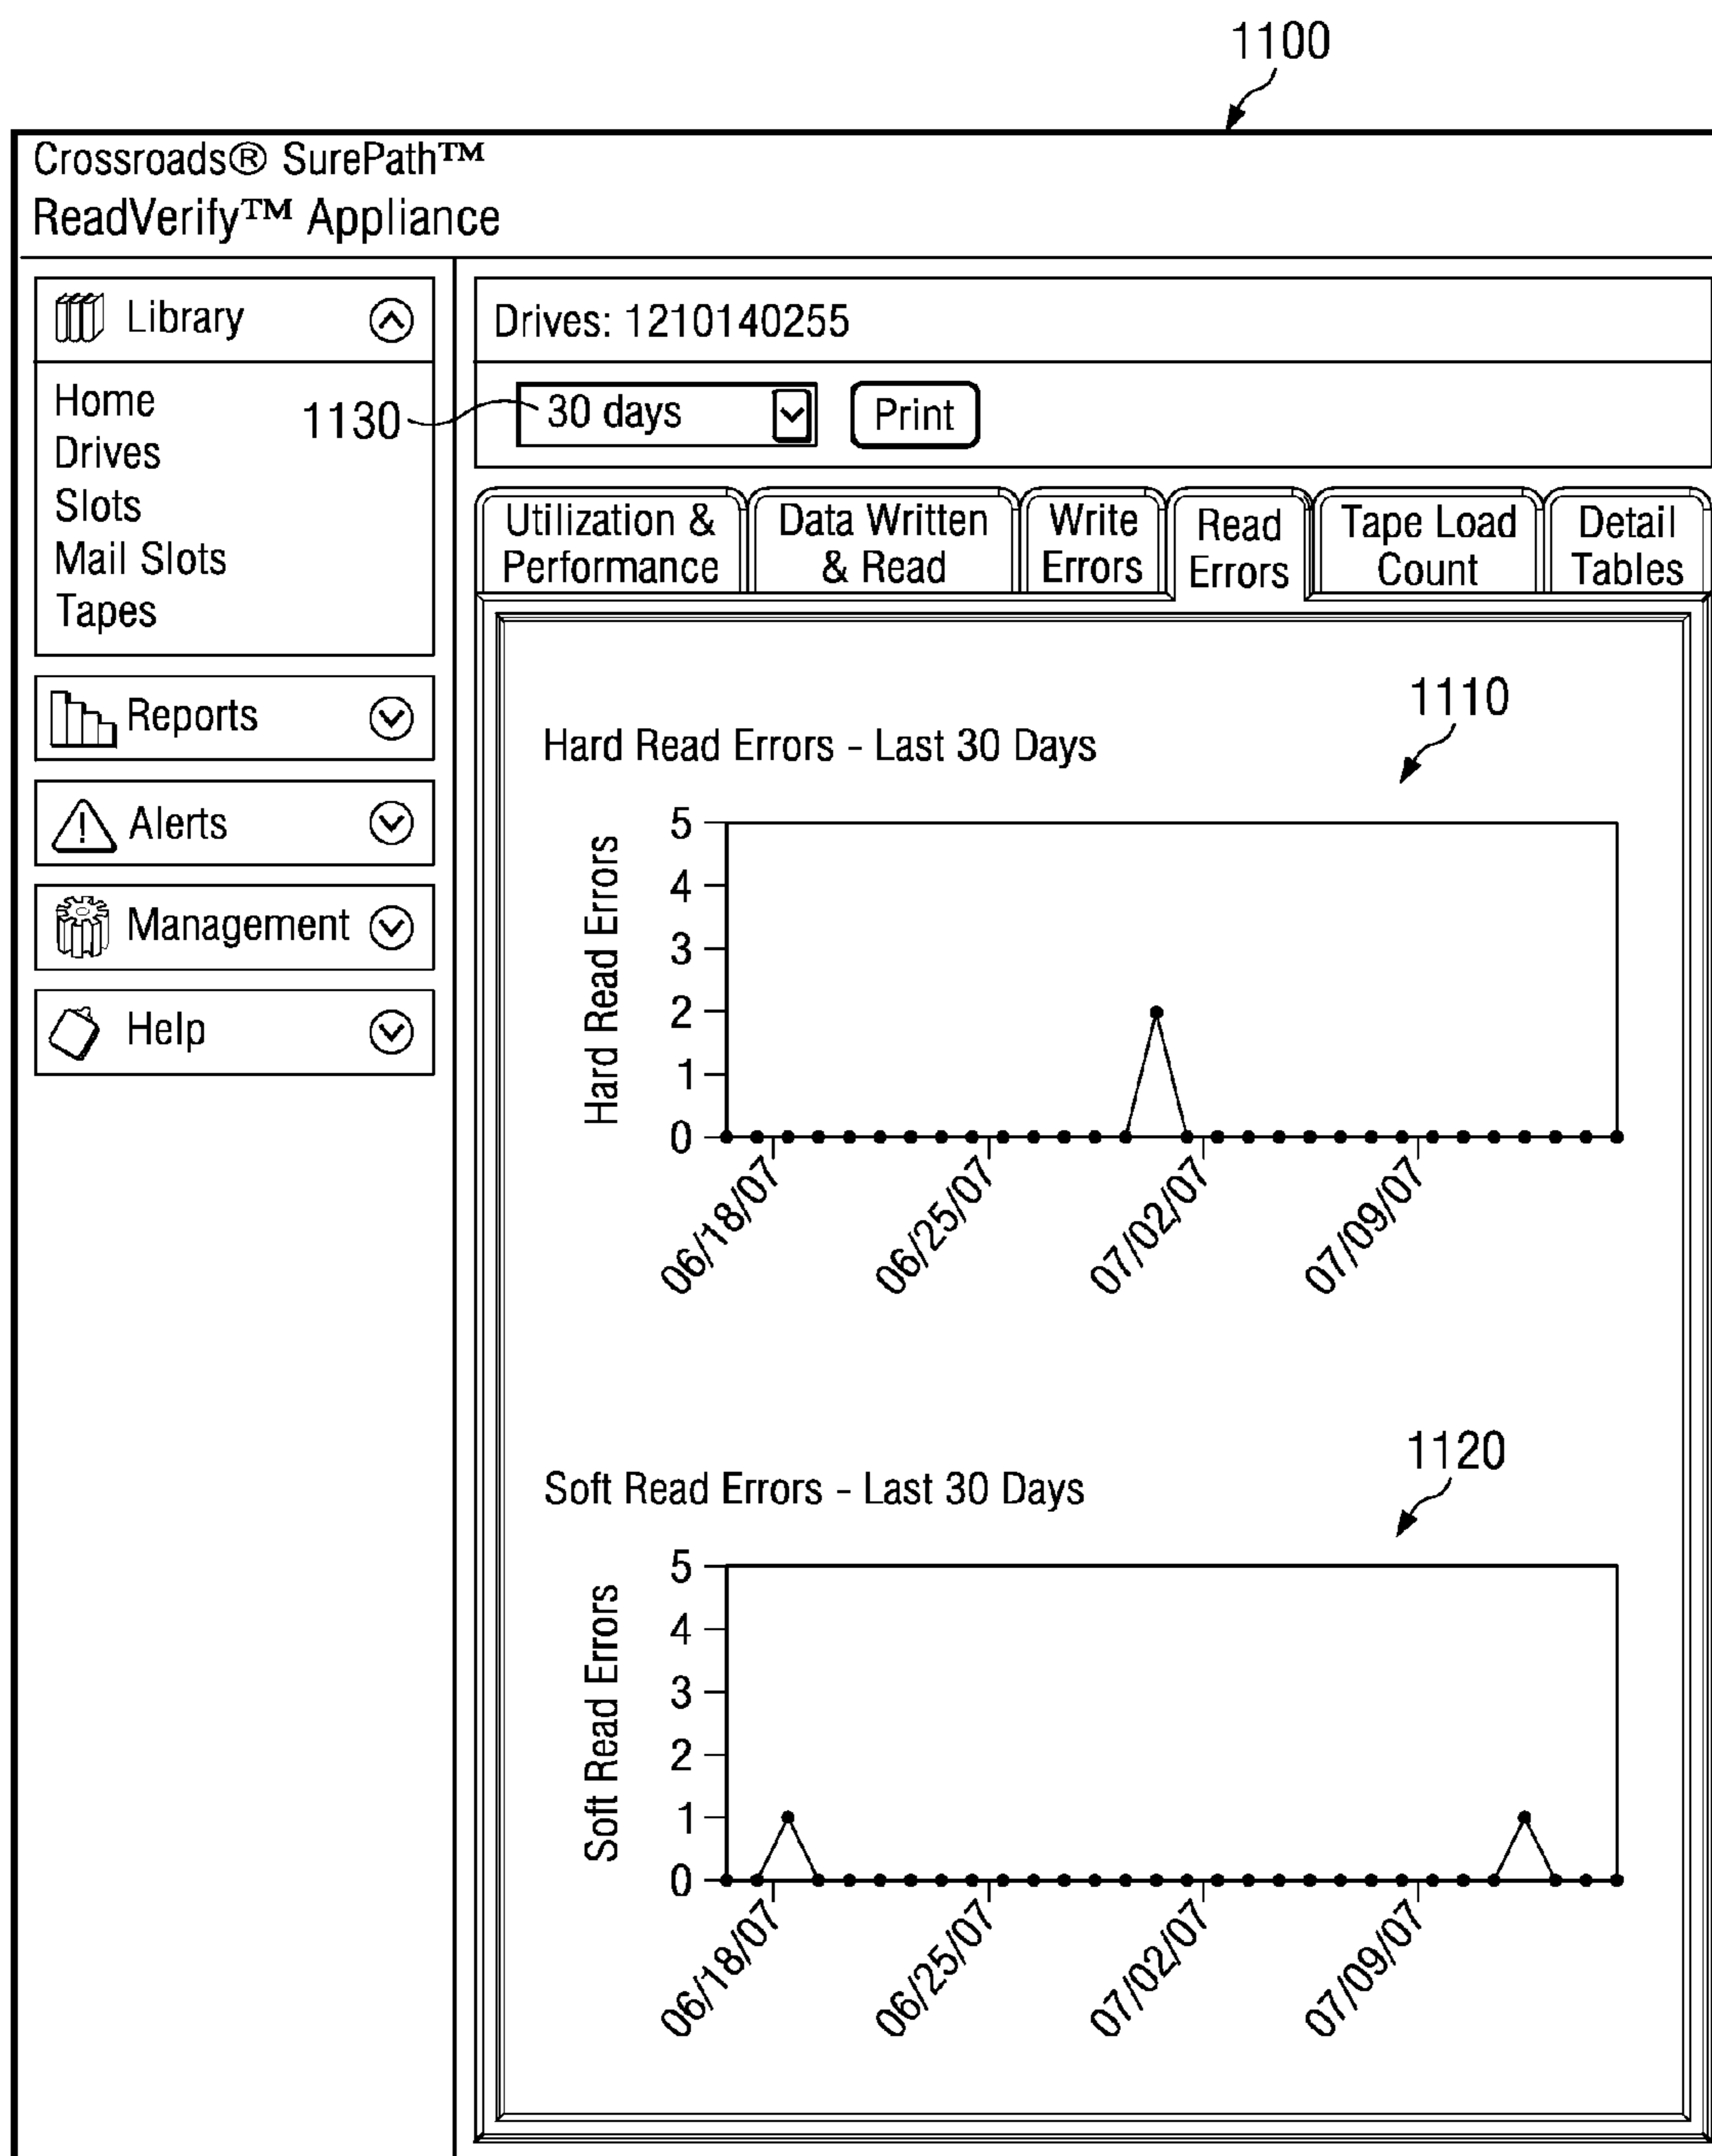 1100
Crossroads® SurePath™
ReadVerify™ Appliance
Library
Home
Drives
Slots
Mail Slots
Tapes
Reports
Alerts
Management
Help
Drives: 1210140255
1130
30 days
Print
Utilization &
Performance
Data Written
& Read
Write
Errors
Read
Errors
Tape Load
Count
Detail
Tables
1110
Hard Read Errors - Last 30 Days
Hard Read Errors
5
4
3
2
1
0
06/18/07
06/25/07
07/02/07
07/09/07
1120
Soft Read Errors - Last 30 Days
Soft Read Errors
5
4
3
2
1
0
06/18/07
06/25/07
07/02/07
07/09/07